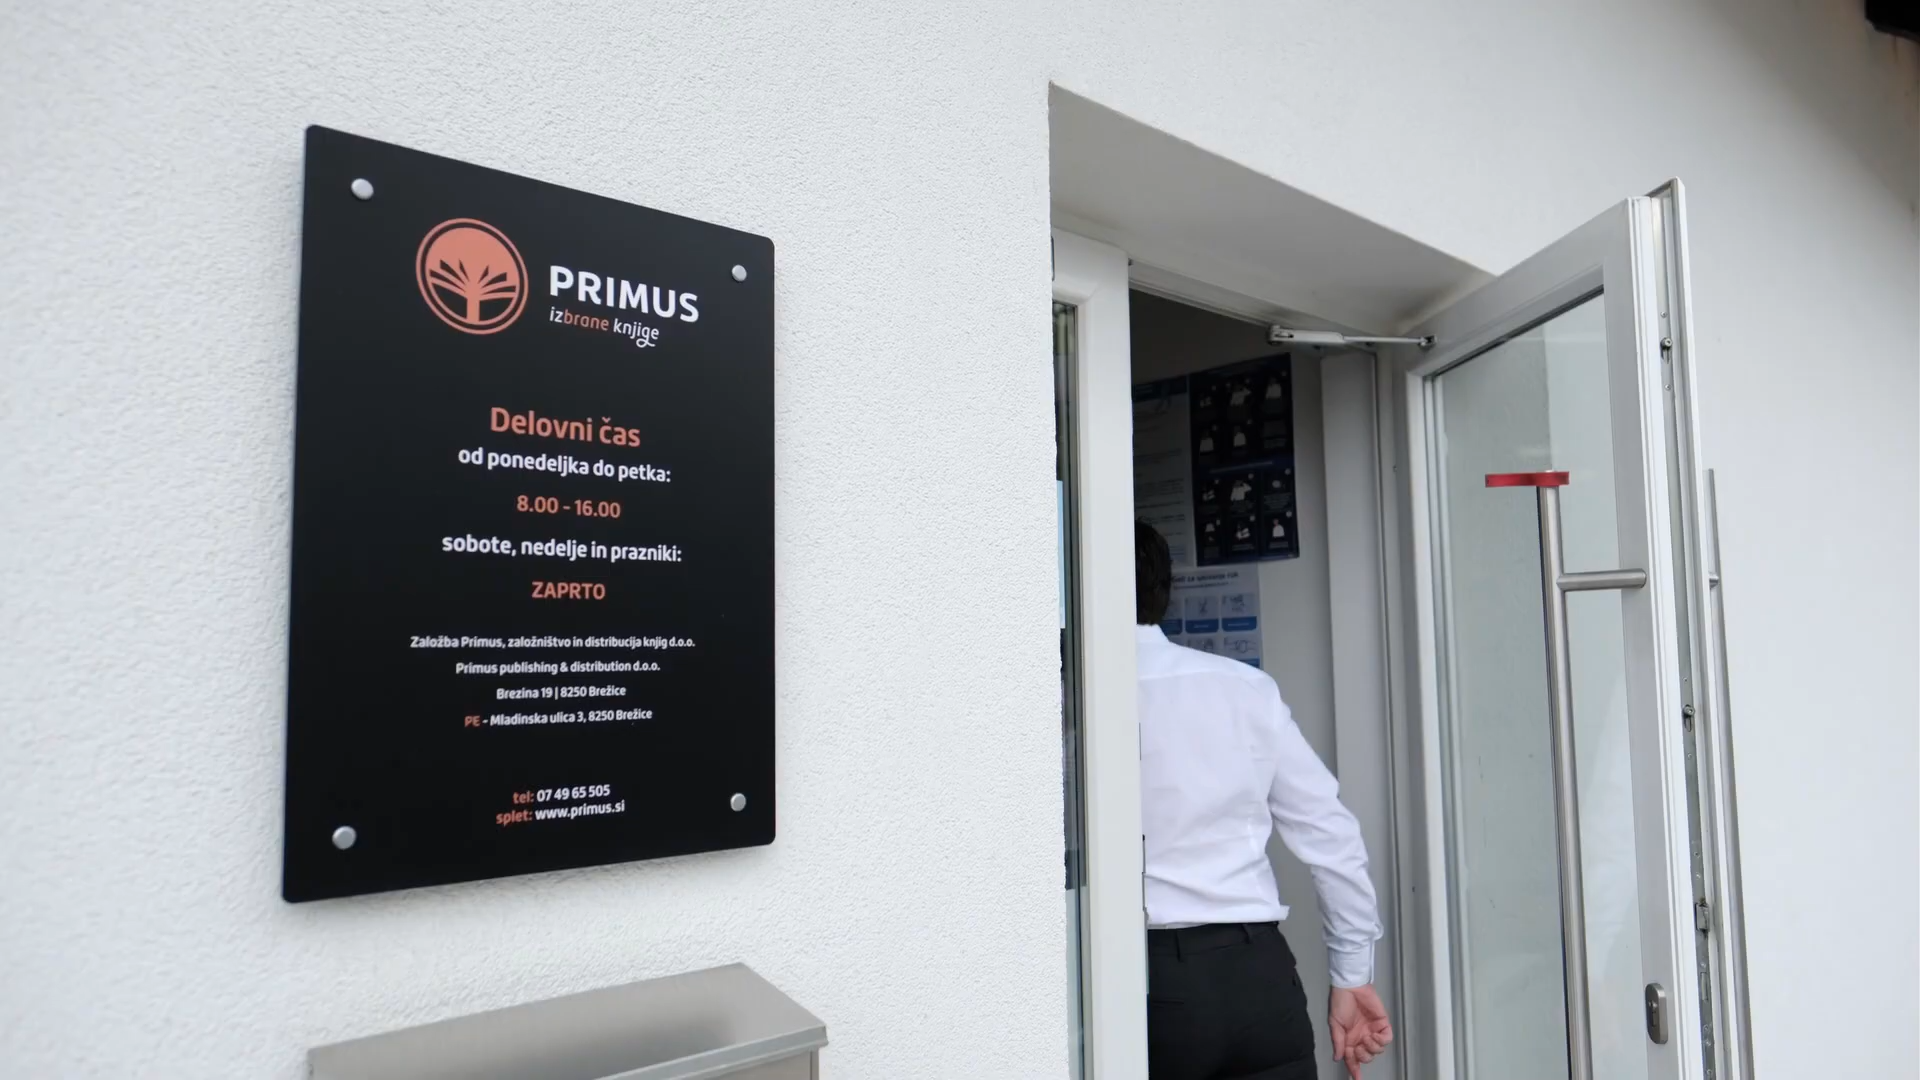 PRIMUS
izbrane knjige
Delovni čas
od ponedeljka do petka:
8.00 - 16.00
sobote, nedelje in prazniki:
ZAPRTO
Založba Primus, založništvo in distribucija knjig d.o.o.
Primus publishing & distribution d.o.o.
Brezina 19 | 8250 Brežice
PE - Mladinska ulica 3, 8250 Brežice
tel: 07 49 65 505
splet: www.primus.si